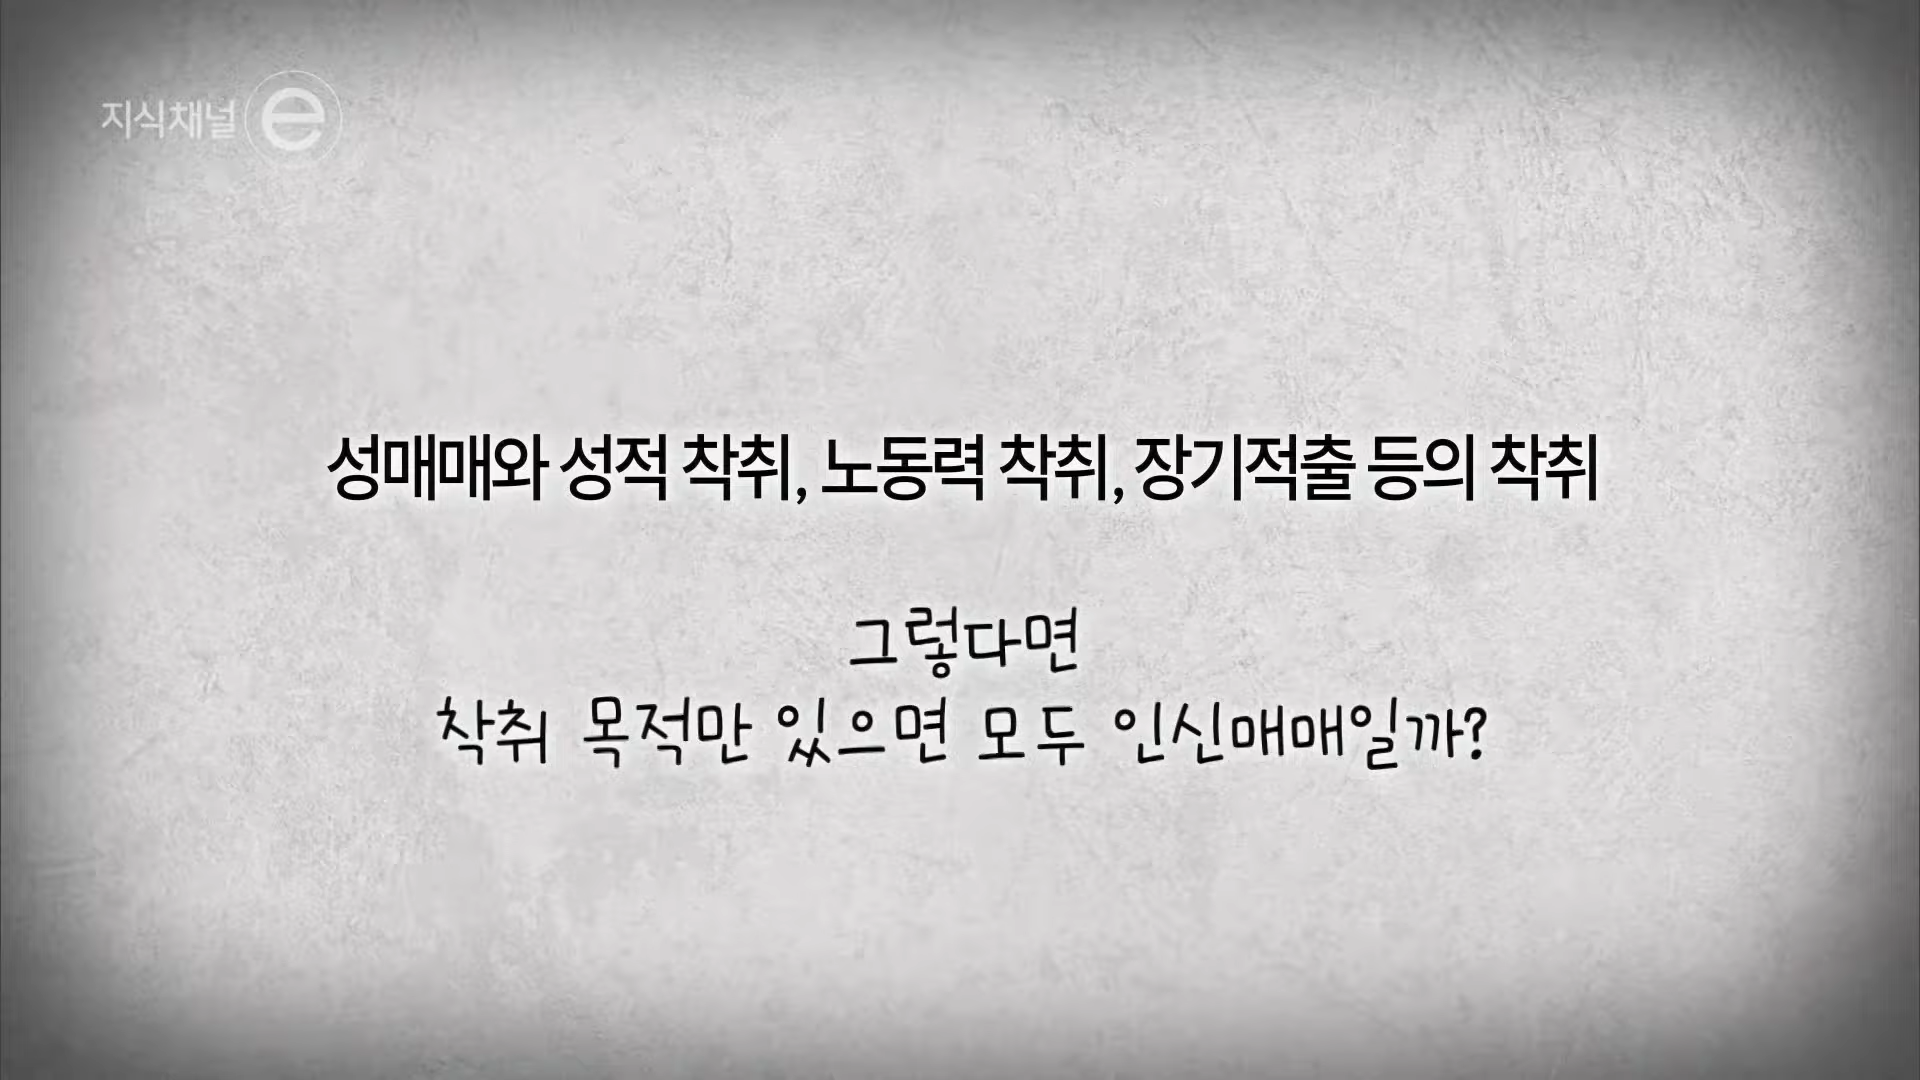 지식채널 e
성매매와 성적 착취, 노동력 착취, 장기적출 등의 착취
그렇다면
착취 목적만 있으면 모두 인신매매일까?